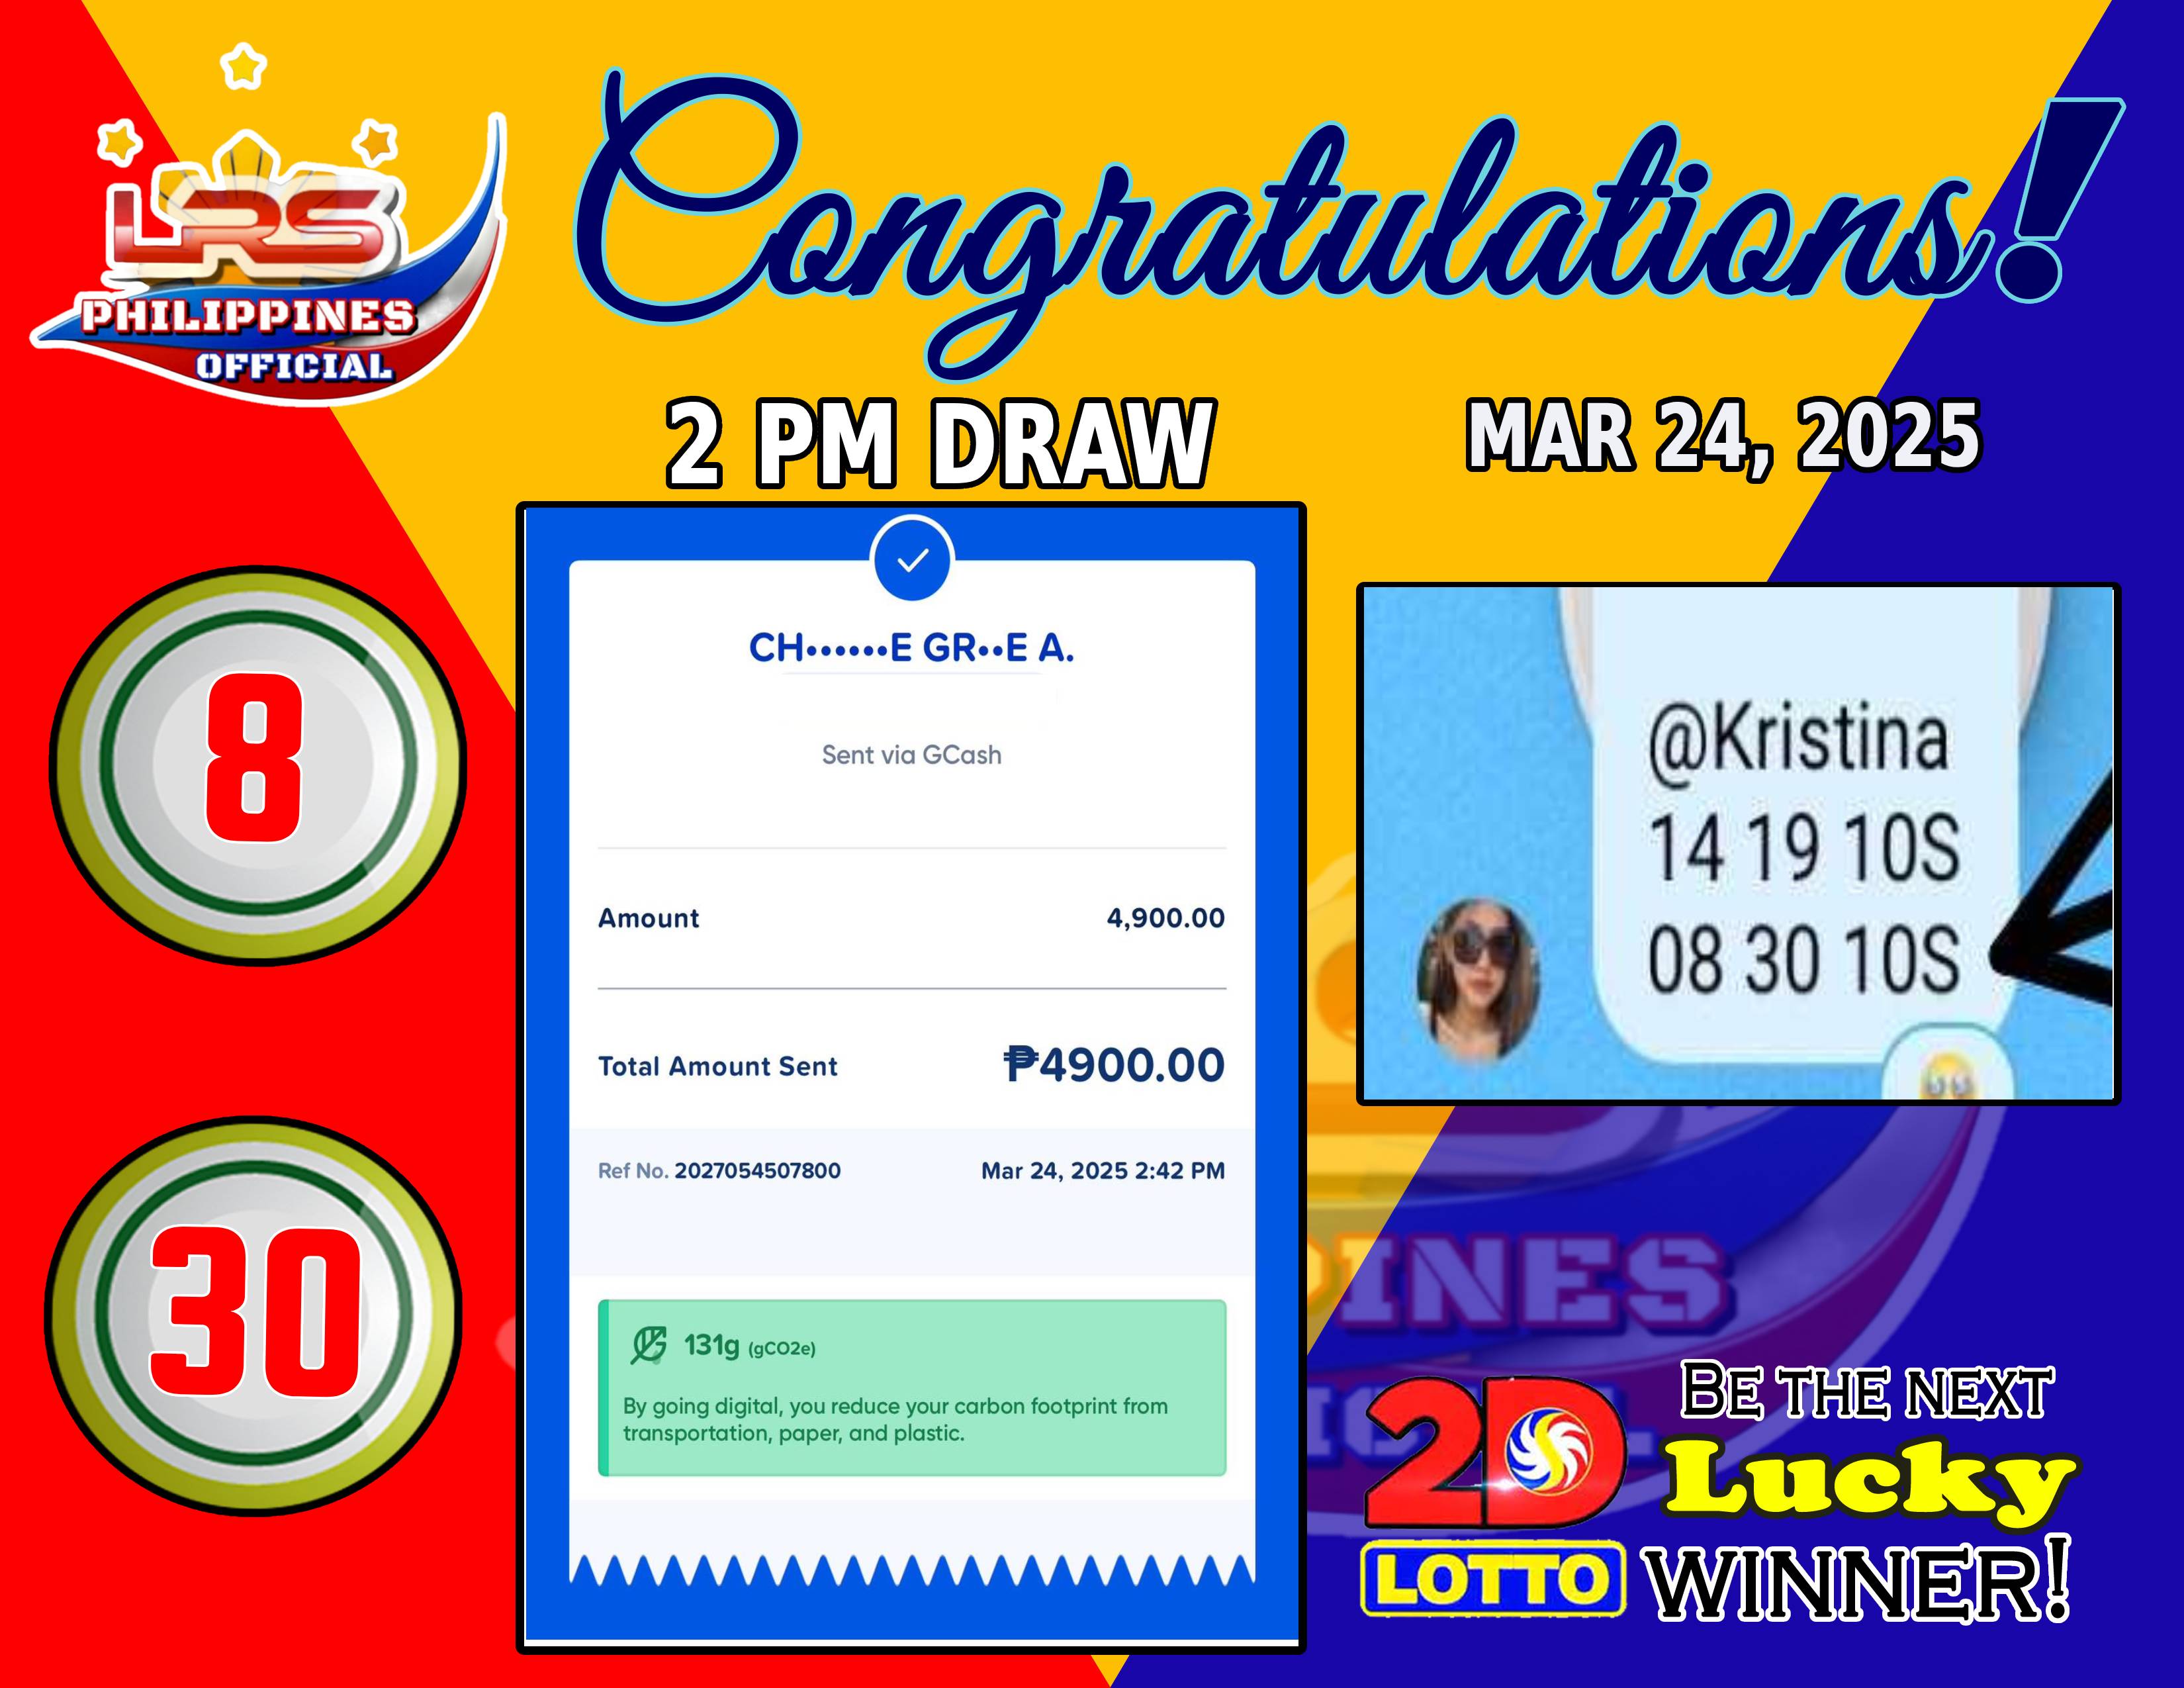 LRS
PHILIPPINES
OFFICIAL
Congratulations!
2 PM DRAW
MAR 24, 2025
8
30
CH••••••E GR••E A.
Sent via GCash
Amount 4,900.00
Total Amount Sent ₱4900.00
Ref No. 2027054507800 Mar 24, 2025 2:42 PM
131g (gCO2e)
By going digital, you reduce your carbon footprint from
transportation, paper, and plastic.
@Kristina
14 19 10S
08 30 10S
PINES
2D
LOTTO
BE THE NEXT
Lucky
WINNER!